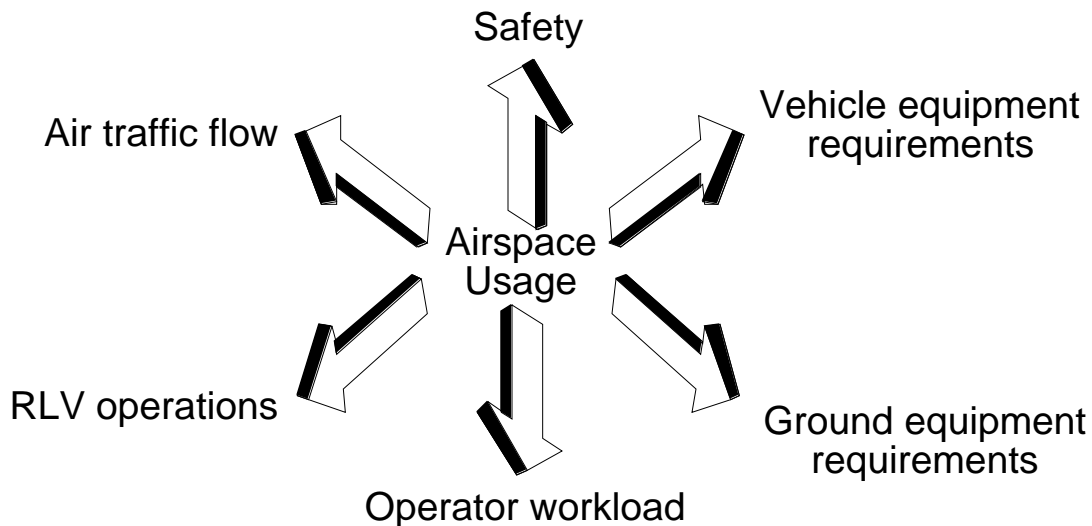 Safety
Air traffic flow
Vehicle equipment
requirements
Airspace
Usage
RLV operations
Ground equipment
requirements
Operator workload